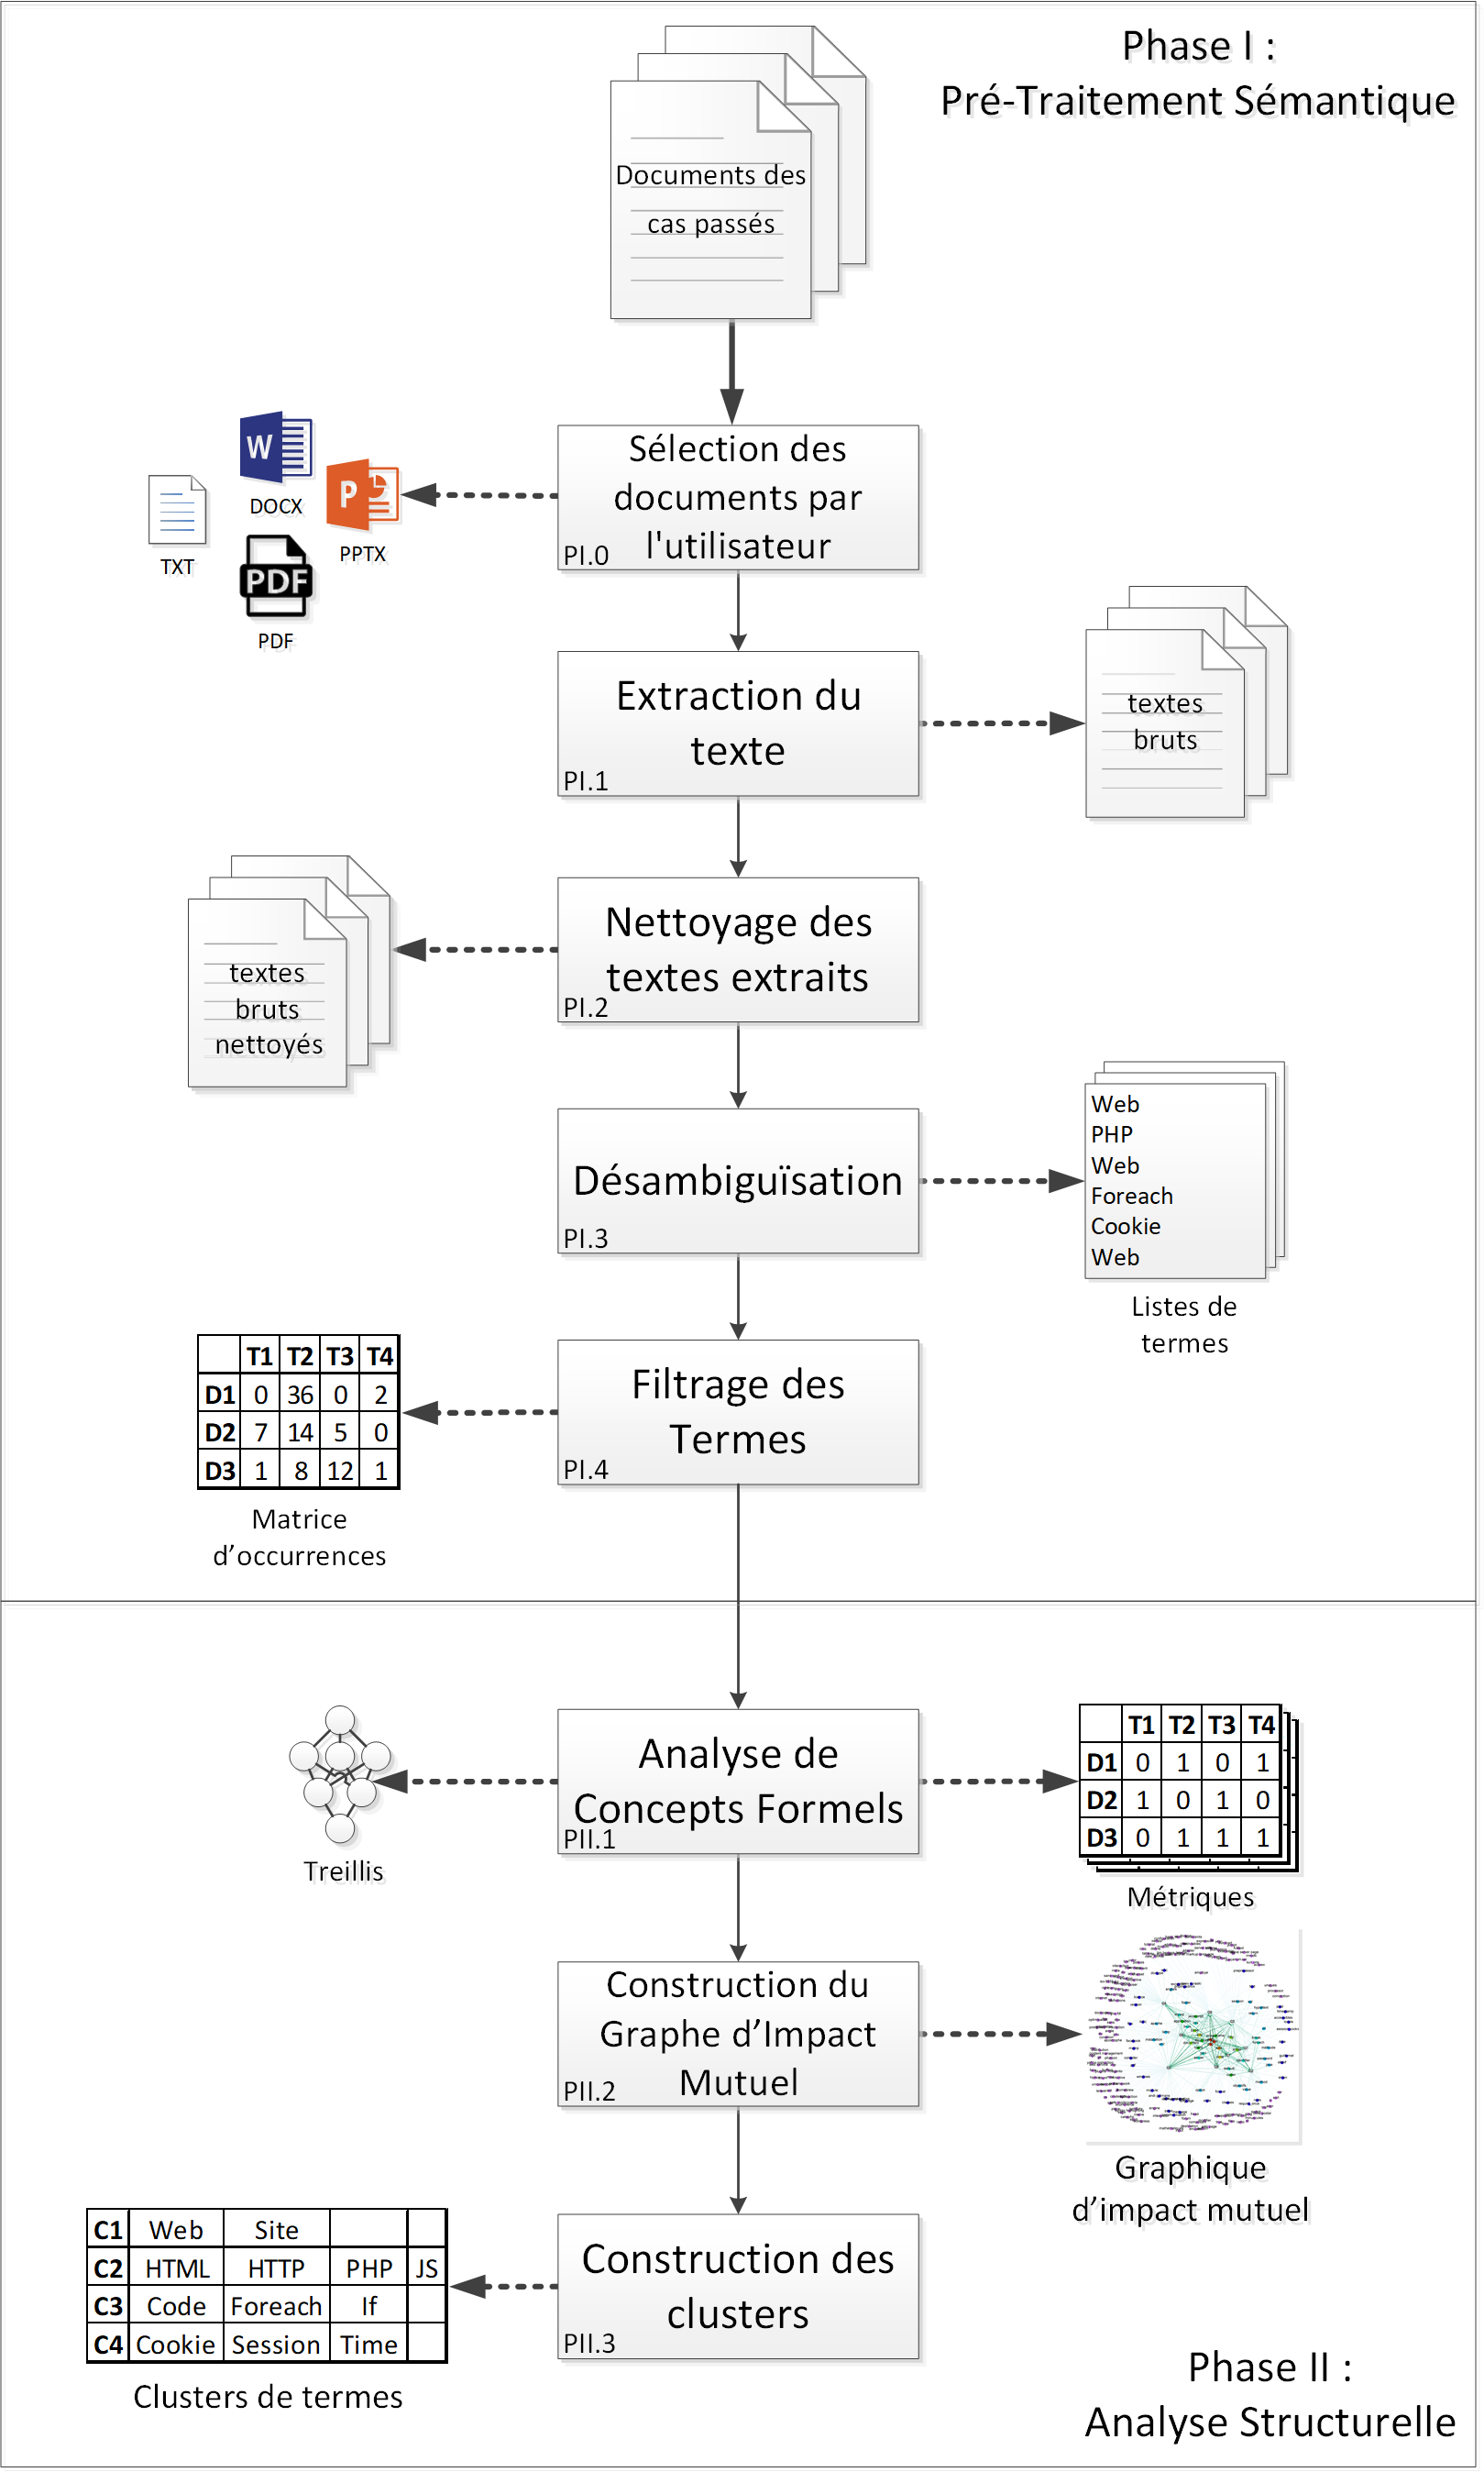 Phase I :
Pré-Traitement Sémantique
Documents des
cas passés
Sélection des
documents par
l'utilisateur
PI.0
W
DOCX
P
PPTX
TXT
PDF
PDF
Extraction du
texte
PI.1
textes
bruts
Nettoyage des
textes extraits
PI.2
textes
bruts
nettoyés
Désambiguïsation
PI.3
Web
PHP
Web
Foreach
Cookie
Web
Listes de
termes
Filtrage des
Termes
PI.4
T1 T2 T3 T4
D1 0 36 0 2
D2 7 14 5 0
D3 1 8 12 1
Matrice
d’occurrences
Analyse de
Concepts Formels
PII.1
Treillis
T1 T2 T3 T4
D1 0 1 0 1
D2 1 0 1 0
D3 0 1 1 1
Métriques
Construction du
Graphe d’Impact
Mutuel
PII.2
Graphique
d’impact mutuel
Construction des
clusters
PII.3
C1 Web Site
C2 HTML HTTP PHP JS
C3 Code Foreach If
C4 Cookie Session Time
Clusters de termes
Phase II :
Analyse Structurelle